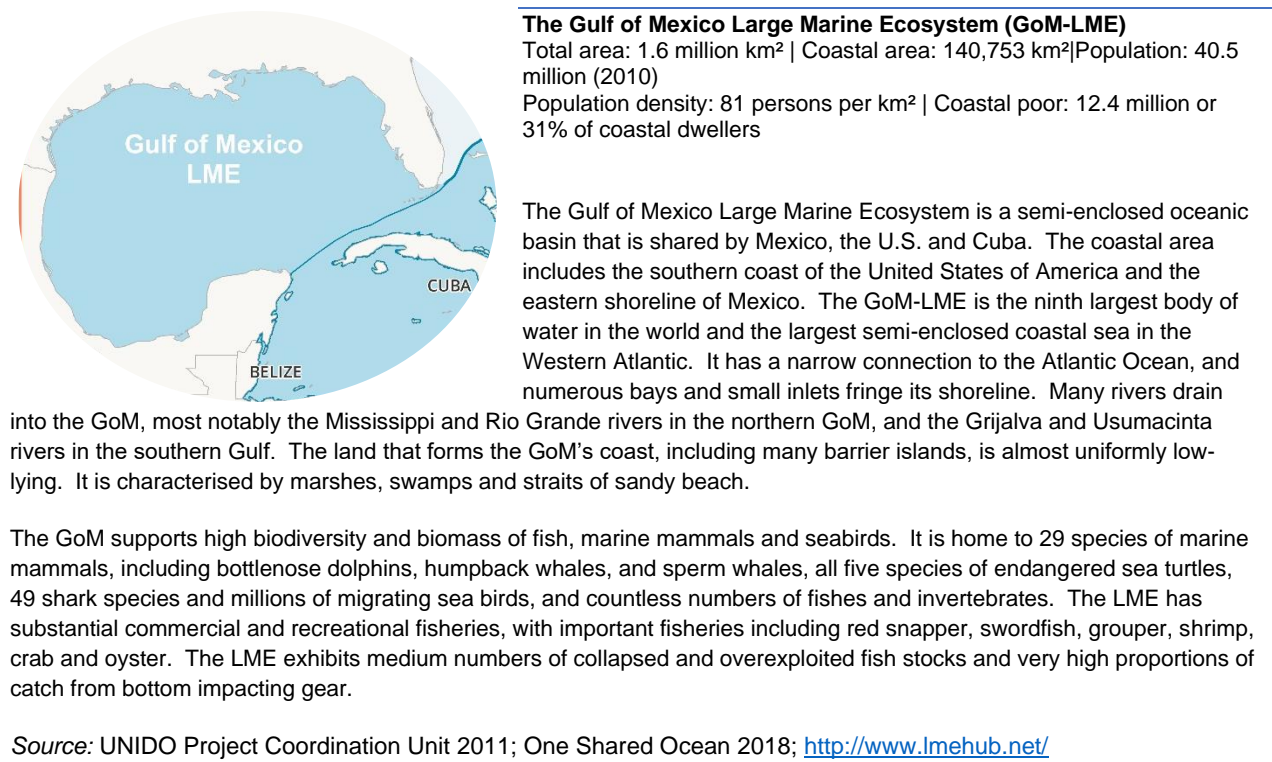 Gulf of Mexico
LME
CUBA
BELIZE
The Gulf of Mexico Large Marine Ecosystem (GoM-LME)
Total area: 1.6 million km² | Coastal area: 140,753 km²|Population: 40.5
million (2010)
Population density: 81 persons per km² | Coastal poor: 12.4 million or
31% of coastal dwellers
The Gulf of Mexico Large Marine Ecosystem is a semi-enclosed oceanic
basin that is shared by Mexico, the U.S. and Cuba.  The coastal area
includes the southern coast of the United States of America and the
eastern shoreline of Mexico.  The GoM-LME is the ninth largest body of
water in the world and the largest semi-enclosed coastal sea in the
Western Atlantic.  It has a narrow connection to the Atlantic Ocean, and
numerous bays and small inlets fringe its shoreline.  Many rivers drain
into the GoM, most notably the Mississippi and Rio Grande rivers in the northern GoM, and the Grijalva and Usumacinta
rivers in the southern Gulf.  The land that forms the GoM’s coast, including many barrier islands, is almost uniformly low-
lying.  It is characterised by marshes, swamps and straits of sandy beach.
The GoM supports high biodiversity and biomass of fish, marine mammals and seabirds.  It is home to 29 species of marine
mammals, including bottlenose dolphins, humpback whales, and sperm whales, all five species of endangered sea turtles,
49 shark species and millions of migrating sea birds, and countless numbers of fishes and invertebrates.  The LME has
substantial commercial and recreational fisheries, with important fisheries including red snapper, swordfish, grouper, shrimp,
crab and oyster.  The LME exhibits medium numbers of collapsed and overexploited fish stocks and very high proportions of
catch from bottom impacting gear.
Source: UNIDO Project Coordination Unit 2011; One Shared Ocean 2018; http://www.lmehub.net/